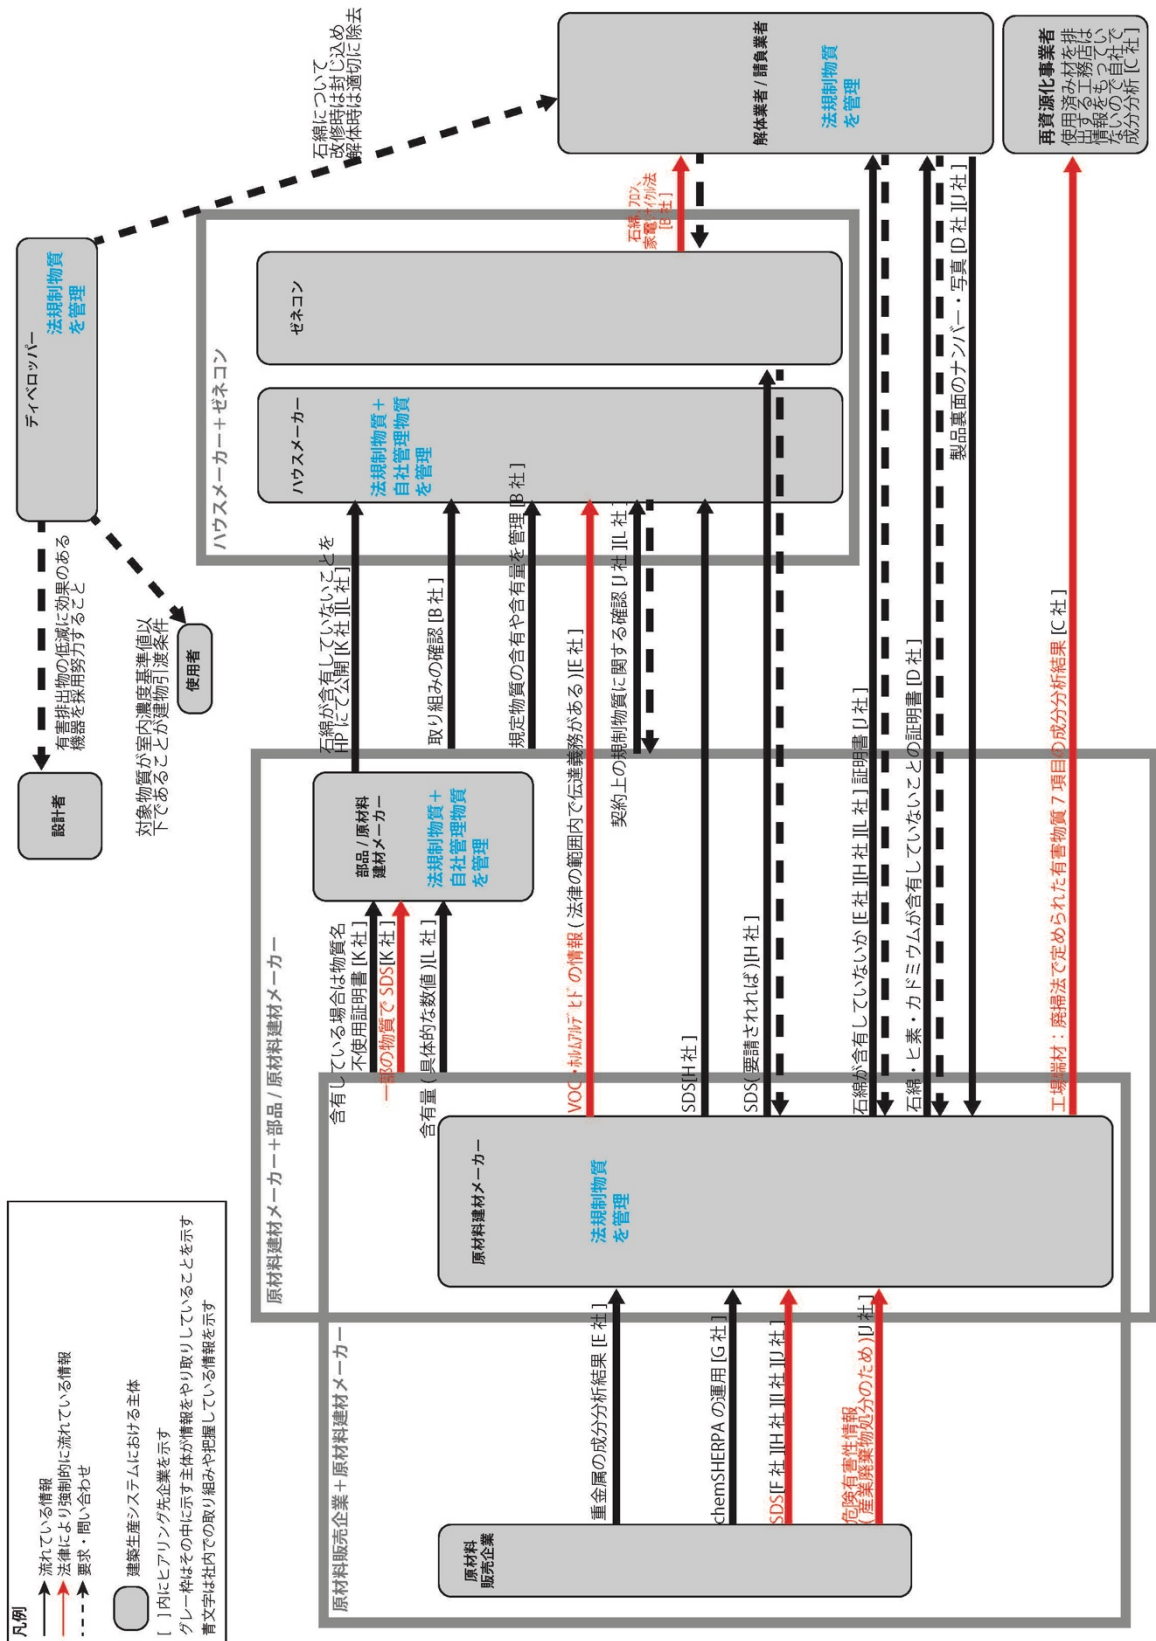 凡例
流れている情報
法律により強制的に流れている情報
要求・問い合わせ
建築生産システムにおける主体
[ ] 内にヒアリング先企業を示す
グレー枠はその中に示す主体が情報をやり取りしていることを示す
青文字は社内での取り組みや把握している情報を示す
ディベロッパー
法規制物質
を管理
設計者
有害排出物の低減に効果のある
機器を採用努力すること
使用者
対象物質が室内濃度基準値以
下であることが建物引渡条件
石綿について
改修時は封じ込め
解体時は適切に除去
原材料販売企業+原材料建材メーカー
原材料
販売企業
重金属の成分分析結果 [E 社]
chemSHERPA の運用 [G 社]
SDS[F 社][H 社][I 社][J 社]
危険有害性情報
(産業廃棄物処分のため)[J 社]
原材料建材メーカー+部品 / 原材料建材メーカー
原材料建材メーカー
法規制物質
を管理
含有している場合は物質名
不使用証明書 [K 社]
一部の物質で SDS[K 社]
含有量 ( 具体的な数値 )[L 社]
部品 / 原材料
建材メーカー
法規制物質+
自社管理物質
を管理
ハウスメーカー+ゼネコン
石綿が含有していないことを
HP にて公開 [K 社][L 社]
取り組みの確認 [B 社]
規定物質の含有や含有量を管理 [B 社]
VOC・ホルムアルデヒドの情報 ( 法律の範囲内で伝達義務がある )[E 社]
契約上の規制物質に関する確認 [J 社][L 社]
SDS[H 社]
SDS( 要請されれば )[H 社]
ハウスメーカー
法規制物質+
自社管理物質
を管理
ゼネコン
石綿、フロン、
家電リサイクル法
[B 社]
石綿が含有していないか [E 社][H 社][L 社] 証明書 [J 社]
石綿・ヒ素・カドミウムが含有していないことの証明書 [D 社]
製品裏面のナンバー・写真 [D 社][J 社]
工場端材：廃掃法で定められた有害物質 7 項目の成分分析結果 [C 社]
解体業者 / 請負業者
法規制物質
を管理
再資源化事業者
使用済み材を排
出する工務店は
情報をもってい
ないので自社で
成分分析 [C 社]